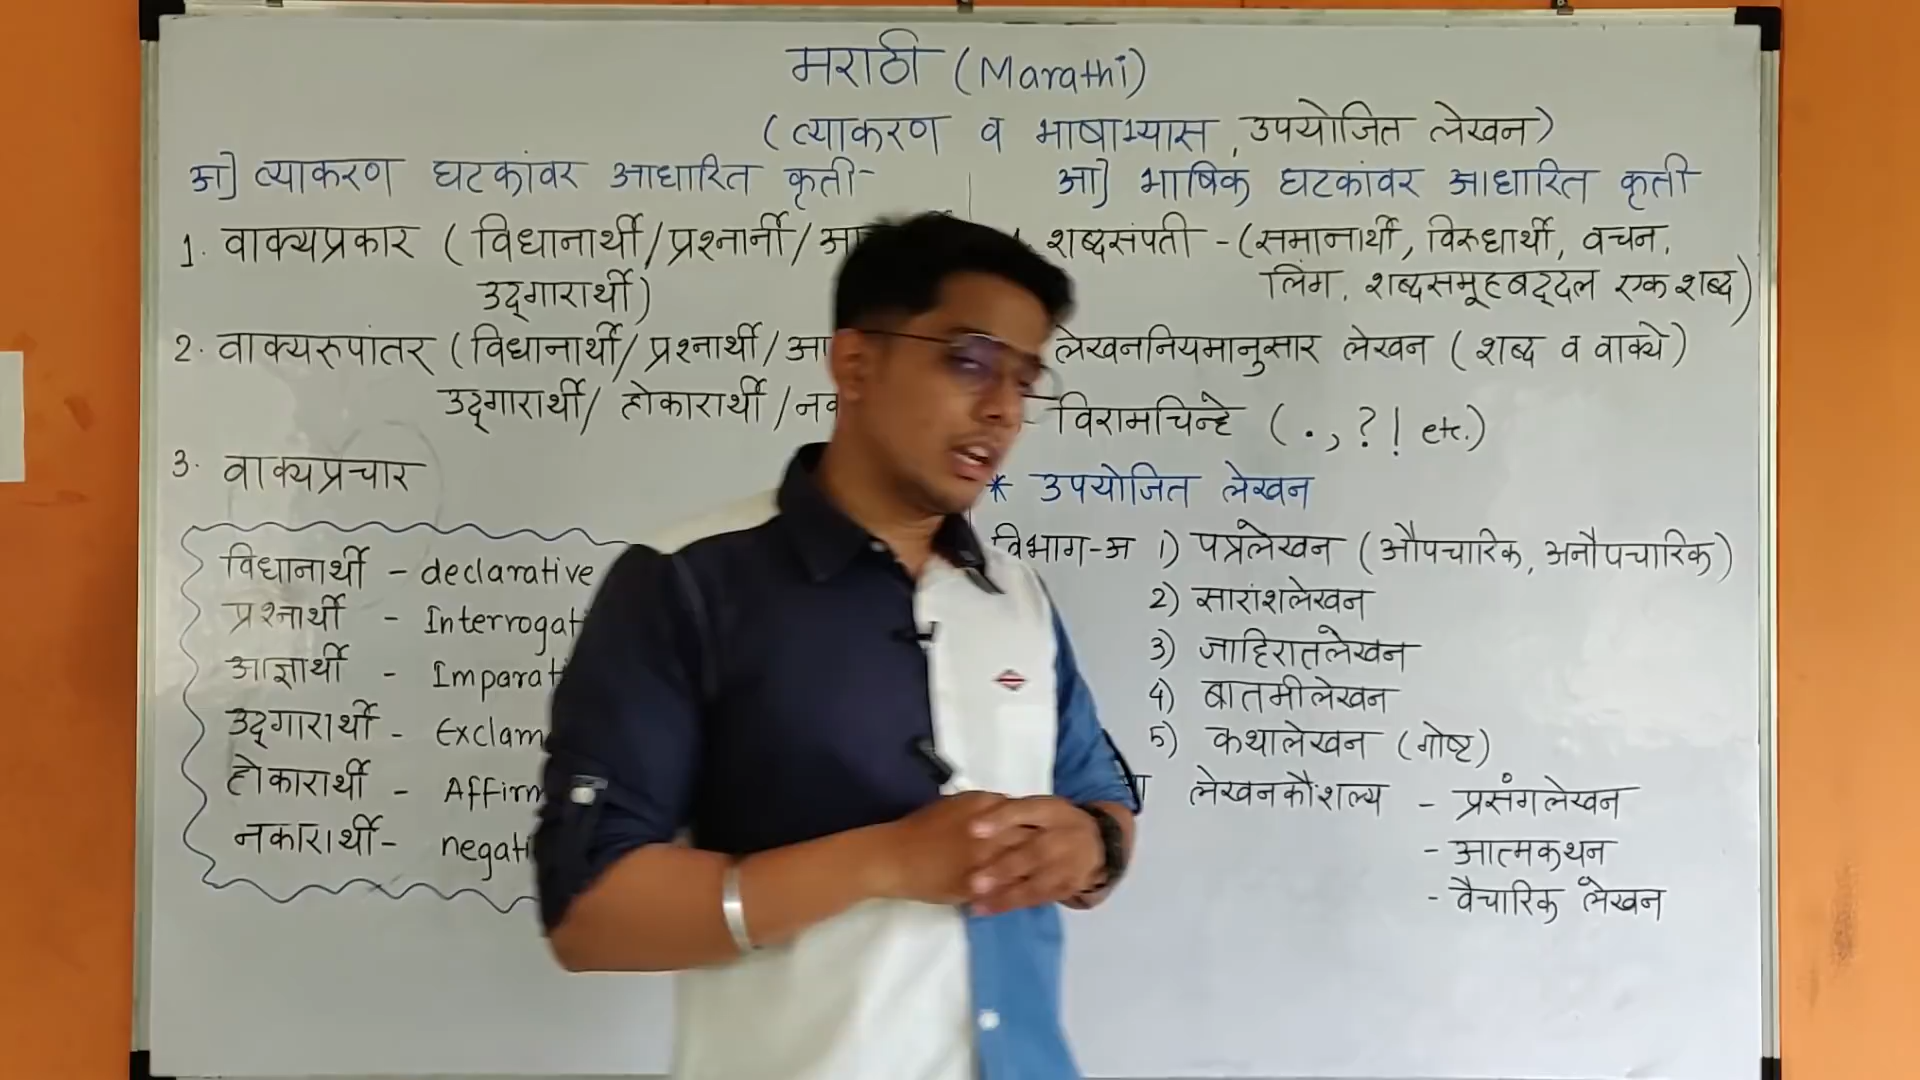 मराठी (Marathi)
(व्याकरण व भाषाभ्यास, उपयोजित लेखन)
अ] व्याकरण घटकांवर आधारित कृती-
1. वाक्यप्रकार (विधानार्थी/प्रश्नार्नी/
उद्‌गारार्थी)
2. वाक्यरुपांतर (विधानार्थी/प्रश्नार्थी/
उद्‌गारार्थी/ होकारार्थी/
3. वाक्यप्रचार
विधानार्थी - declarative
प्रश्नार्थी - Interrogat
आज्ञार्थी - Imparat
उद्‌गारार्थी - Exclam
होकारार्थी - Affirm
नकारार्थी- negati
आ] भाषिक घटकांवर आधारित कृती
शब्दसंपती - (समानार्थी, विरुधार्थी, वचन,
लिंग, शब्दसमूहबद्‌दल एक शब्द)
लेखननियमानुसार लेखन (शब्द व वाक्ये)
विरामचिन्हे (. , ? ! etc.)
* उपयोजित लेखन
विभाग-अ 1) पत्रलेखन (औपचारिक, अनौपचारिक)
2) सारांशलेखन
3) जाहिरातलेखन
4) बातमीलेखन
5) कथालेखन (गोष्ट)
लेखनकौशल्य - प्रसंगलेखन
- आत्मकथन
- वैचारिक लेखन